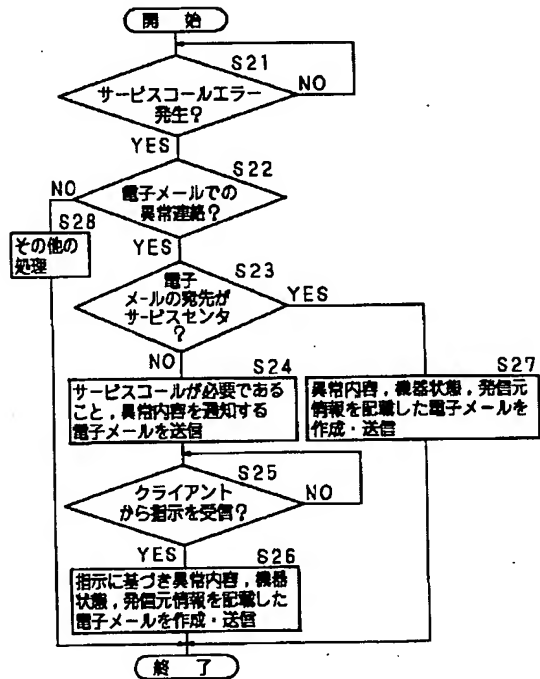 開 始
S21
サービスコールエラー
発生?
NO
YES
S22
電子メールでの
異常連絡?
NO
S28
その他の
処理
YES
S23
電子
メールの宛先が
サービスセンタ
?
YES
NO
S24
サービスコールが必要である
こと,異常内容を通知する
電子メールを送信
S27
異常内容,機器状態,発信元
情報を記載した電子メールを
作成・送信
S25
クライアント
から指示を受信?
NO
YES
S26
指示に基づき異常内容,機器
状態,発信元情報を記載した
電子メールを作成・送信
終 了